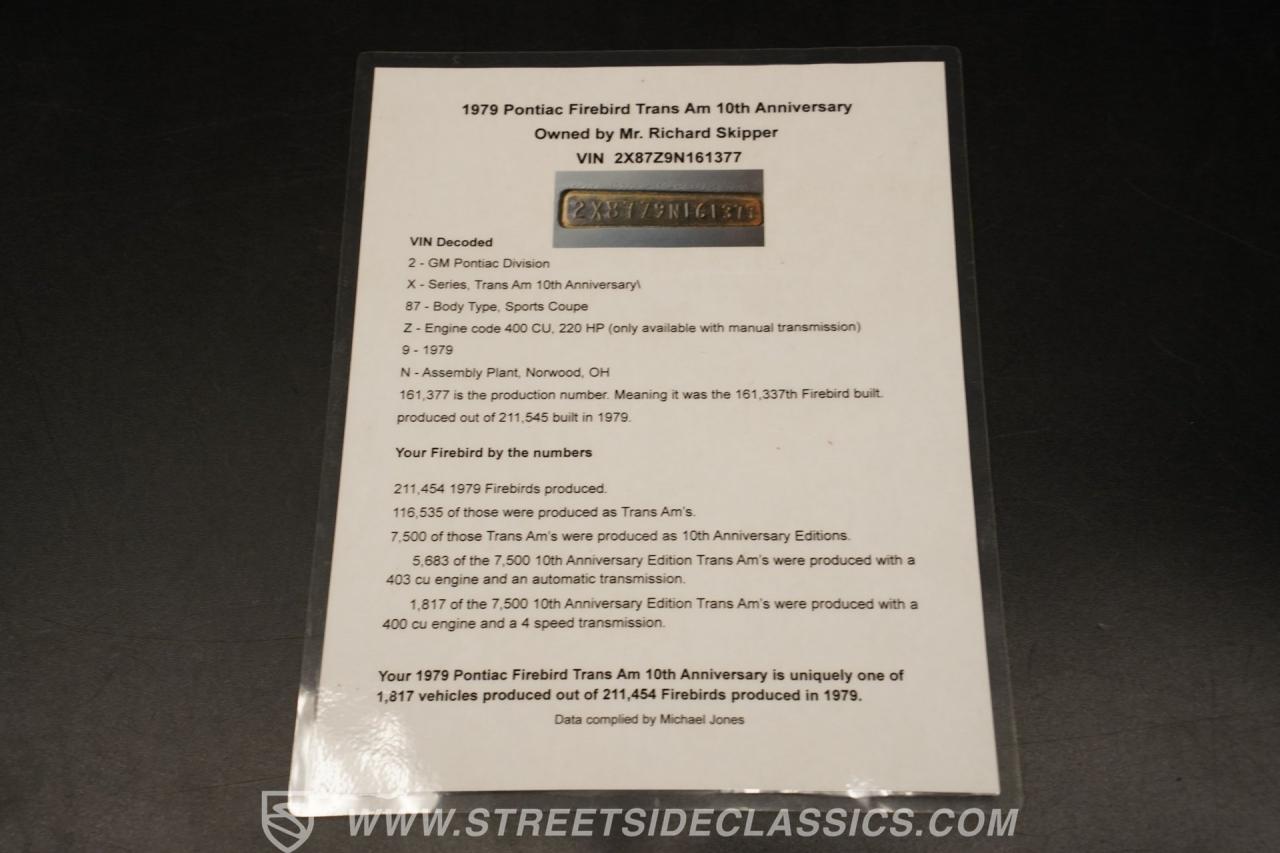 1979 Pontiac Firebird Trans Am 10th Anniversary
Owned by Mr. Richard Skipper
VIN 2X87Z9N161377
2X87Z9N161377
VIN Decoded
2 - GM Pontiac Division
X - Series, Trans Am 10th Anniversary\
87 - Body Type, Sports Coupe
Z - Engine code 400 CU, 220 HP (only available with manual transmission)
9 - 1979
N - Assembly Plant, Norwood, OH
161,377 is the production number. Meaning it was the 161,337th Firebird built.
produced out of 211,545 built in 1979.
Your Firebird by the numbers
211,454 1979 Firebirds produced.
116,535 of those were produced as Trans Am's.
7,500 of those Trans Am's were produced as 10th Anniversary Editions.
5,683 of the 7,500 10th Anniversary Edition Trans Am's were produced with a
403 cu engine and an automatic transmission.
1,817 of the 7,500 10th Anniversary Edition Trans Am's were produced with a
400 cu engine and a 4 speed transmission.
Your 1979 Pontiac Firebird Trans Am 10th Anniversary is uniquely one of
1,817 vehicles produced out of 211,454 Firebirds produced in 1979.
Data complied by Michael Jones
WWW.STREETSIDECLASSICS.COM